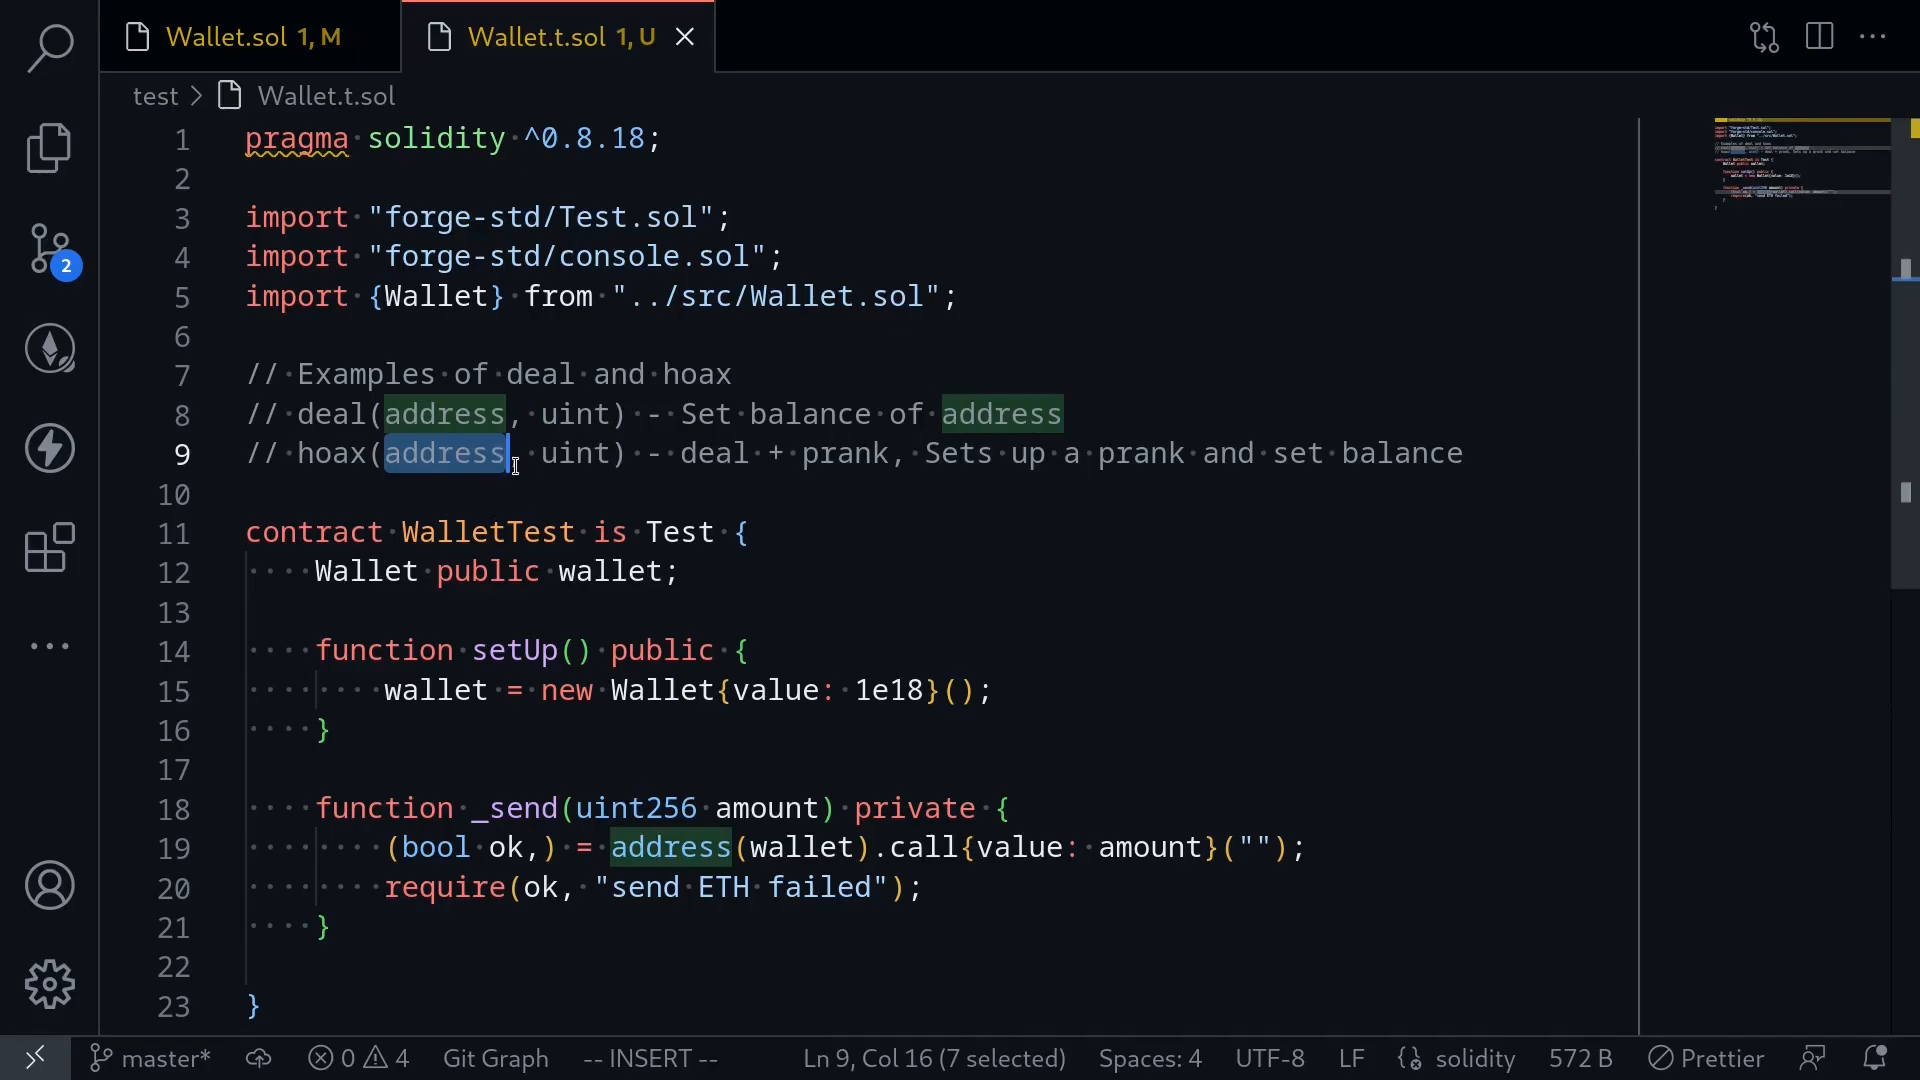 Wallet.sol 1, M
Wallet.t.sol 1, U
test > Wallet.t.sol
2
1 pragma solidity ^0.8.18;
2
3 import "forge-std/Test.sol";
4 import "forge-std/console.sol";
5 import {Wallet} from "../src/Wallet.sol";
6
7 // Examples of deal and hoax
8 // deal(address, uint) - Set balance of address
9 // hoax(address, uint) - deal + prank, Sets up a prank and set balance
10
11 contract WalletTest is Test {
12     Wallet public wallet;
13
14     function setUp() public {
15         wallet = new Wallet{value: 1e18}();
16     }
17
18     function _send(uint256 amount) private {
19         (bool ok,) = address(wallet).call{value: amount}("");
20         require(ok, "send ETH failed");
21     }
22
23 }
master* 0 4 Git Graph -- INSERT -- Ln 9, Col 16 (7 selected) Spaces: 4 UTF-8 LF solidity 572 B Prettier